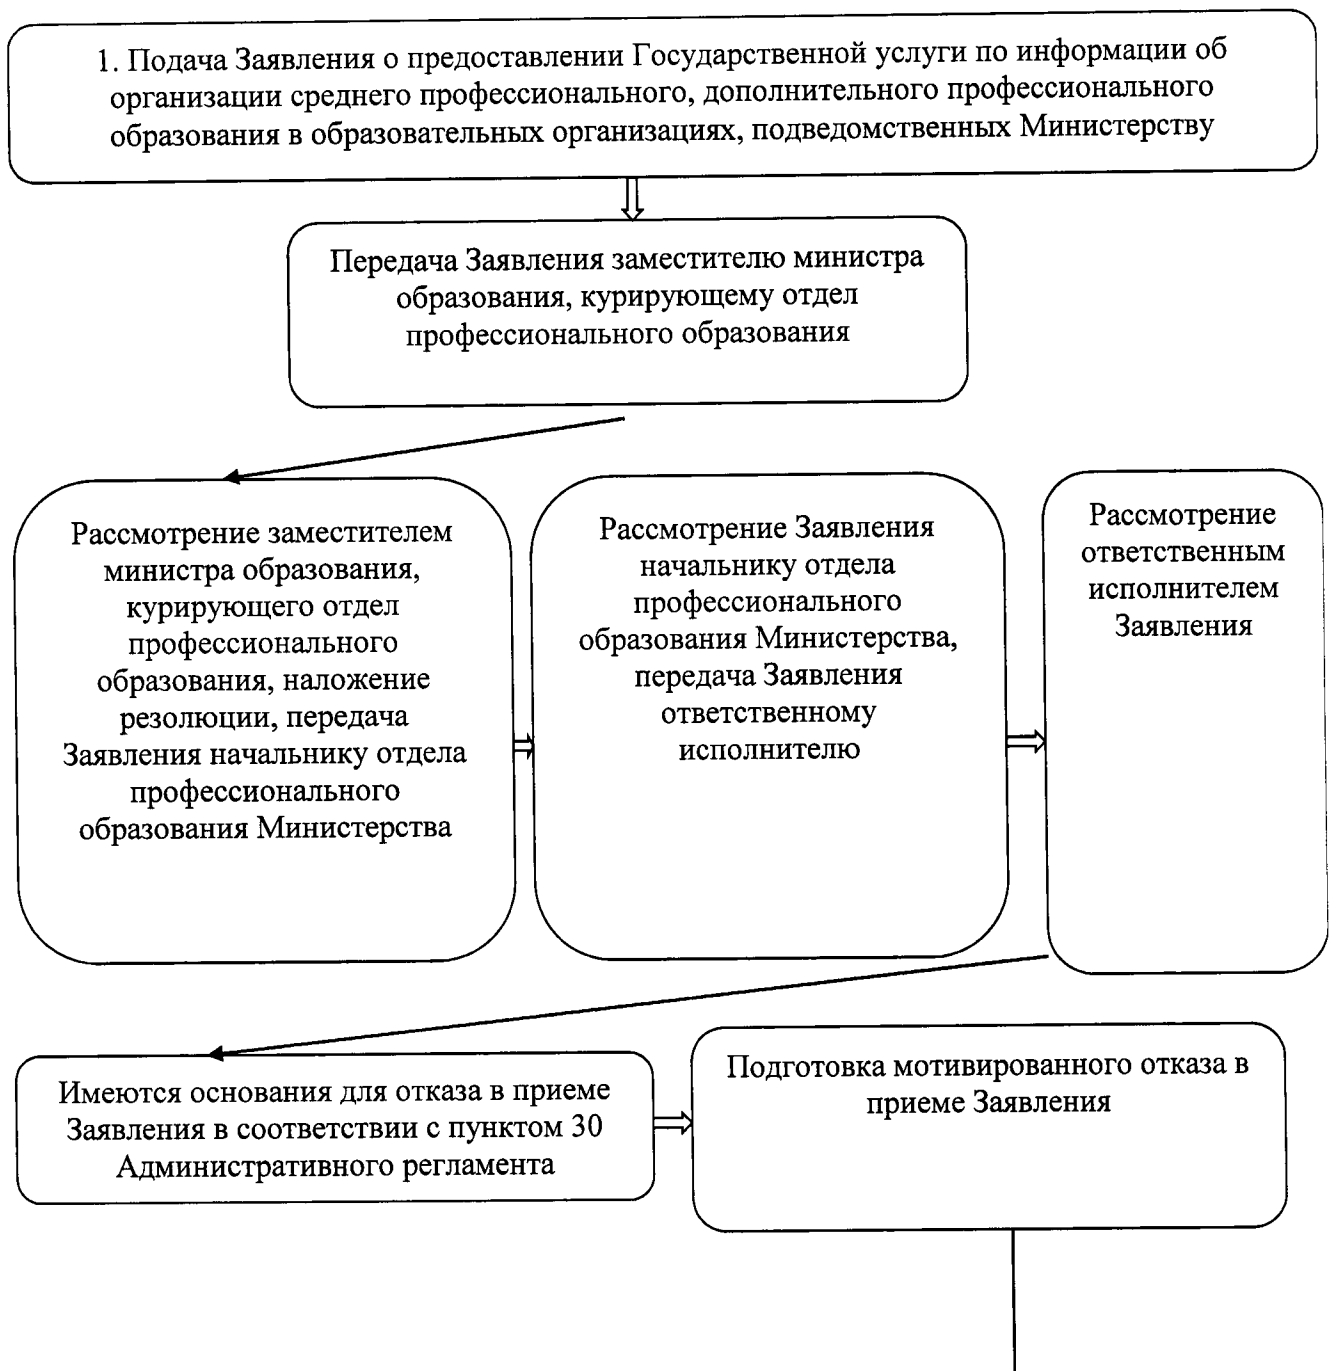 1. Подача Заявления о предоставлении Государственной услуги по информации об
организации среднего профессионального, дополнительного профессионального
образования в образовательных организациях, подведомственных Министерству
Передача Заявления заместителю министра
образования, курирующему отдел
профессионального образования
Рассмотрение заместителем
министра образования,
курирующего отдел
профессионального
образования, наложение
резолюции, передача
Заявления начальнику отдела
профессионального
образования Министерства
Рассмотрение Заявления
начальнику отдела
профессионального
образования Министерства,
передача Заявления
ответственному
исполнителю
Рассмотрение
ответственным
исполнителем
Заявления
Имеются основания для отказа в приеме
Заявления в соответствии с пунктом 30
Административного регламента
Подготовка мотивированного отказа в
приеме Заявления